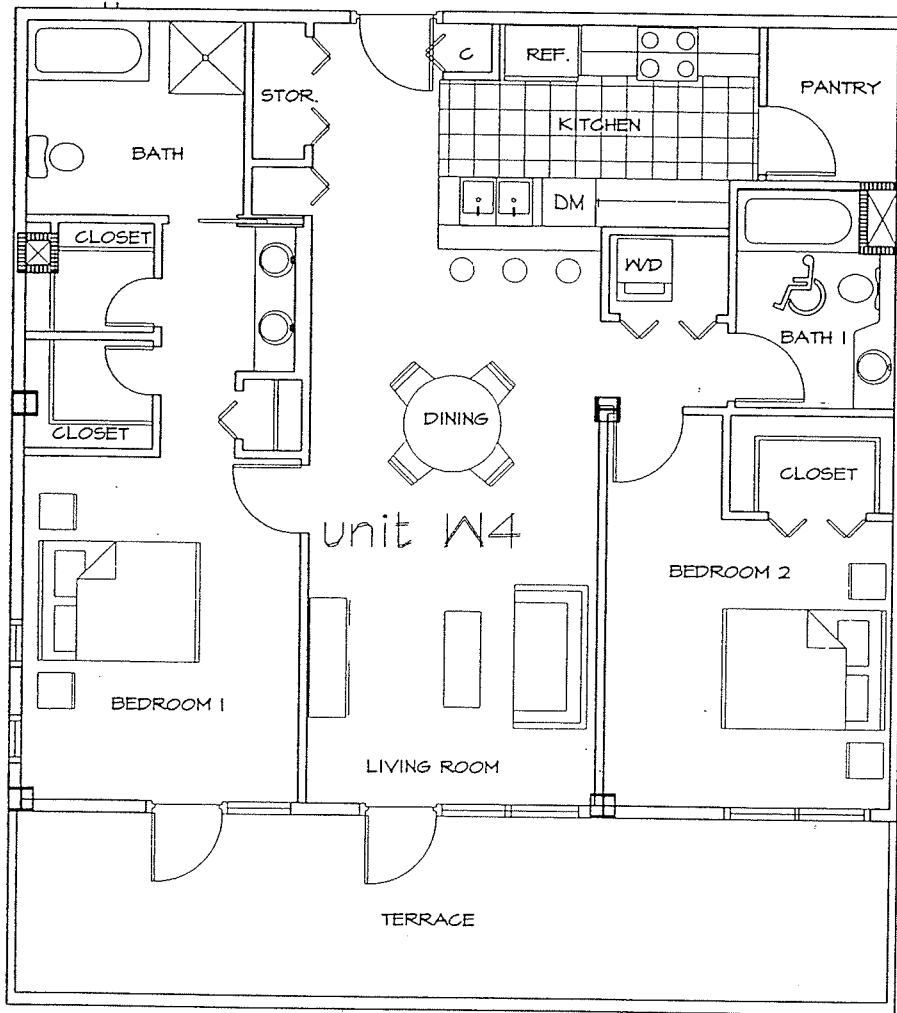 C
REF.
STOR.
PANTRY
KITCHEN
BATH
DM
CLOSET
W/D
BATH 1
DINING
CLOSET
CLOSET
unit W4
BEDROOM 2
BEDROOM 1
LIVING ROOM
TERRACE